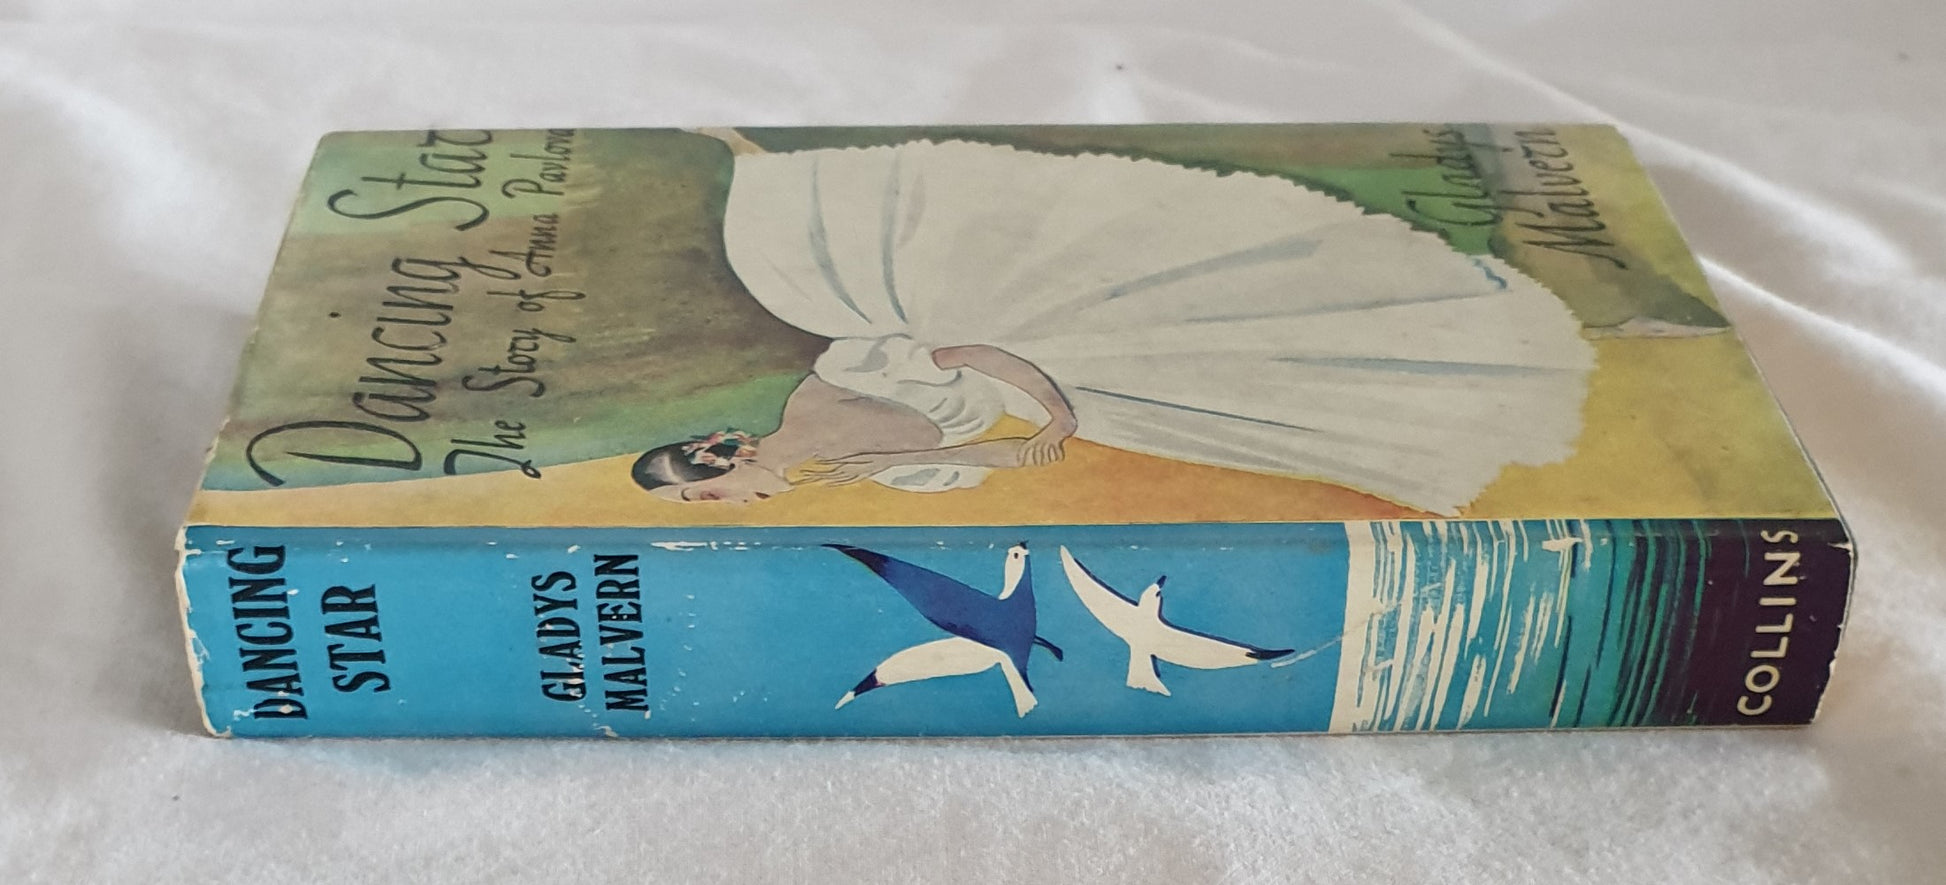 Dancing Star
The Story of Anna Pavlova
Gladys
Malvern
DANCING
STAR
GLADYS
MALVERN
COLLINS